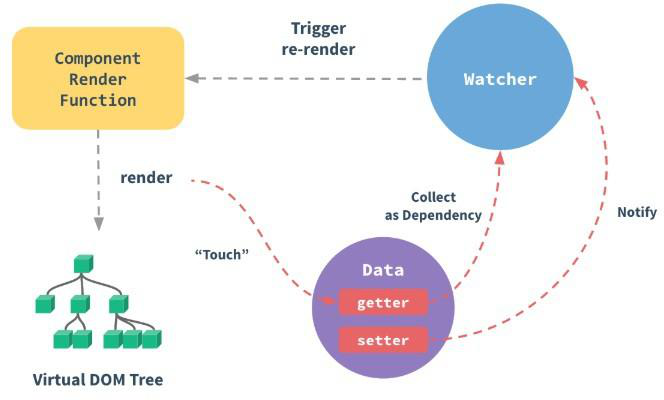 Component
Render
Function
Trigger
re-render
Watcher
render
"Touch"
Collect
as Dependency
Notify
Data
getter
setter
Virtual DOM Tree